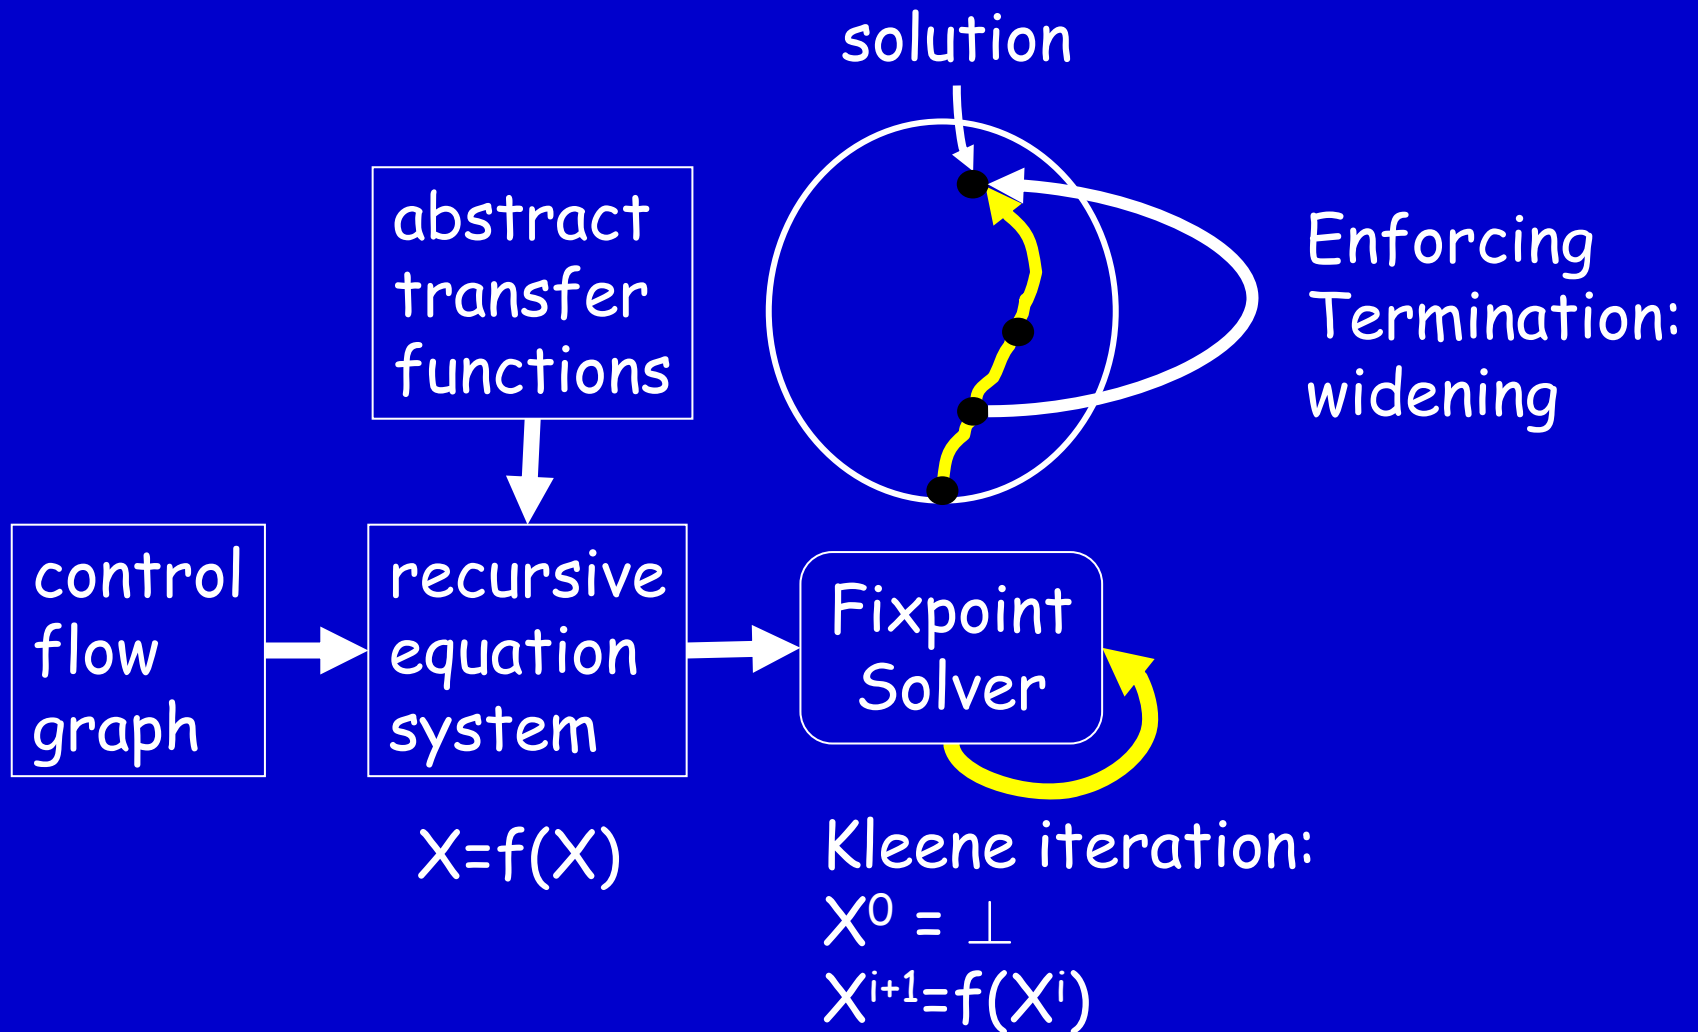 solution
abstract
transfer
functions
Enforcing
Termination:
widening
control
flow
graph
recursive
equation
system
Fixpoint
Solver
X=f(X)
Kleene iteration:
X⁰ = ⊥
Xⁱ⁺¹=f(Xⁱ)